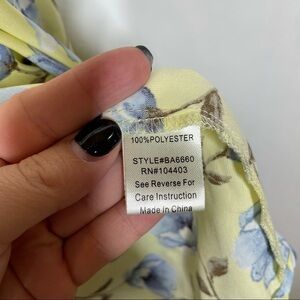 100% POLYESTER
STYLE#BA6660
RN#104403
See Reverse For
Care Instruction
Made in China